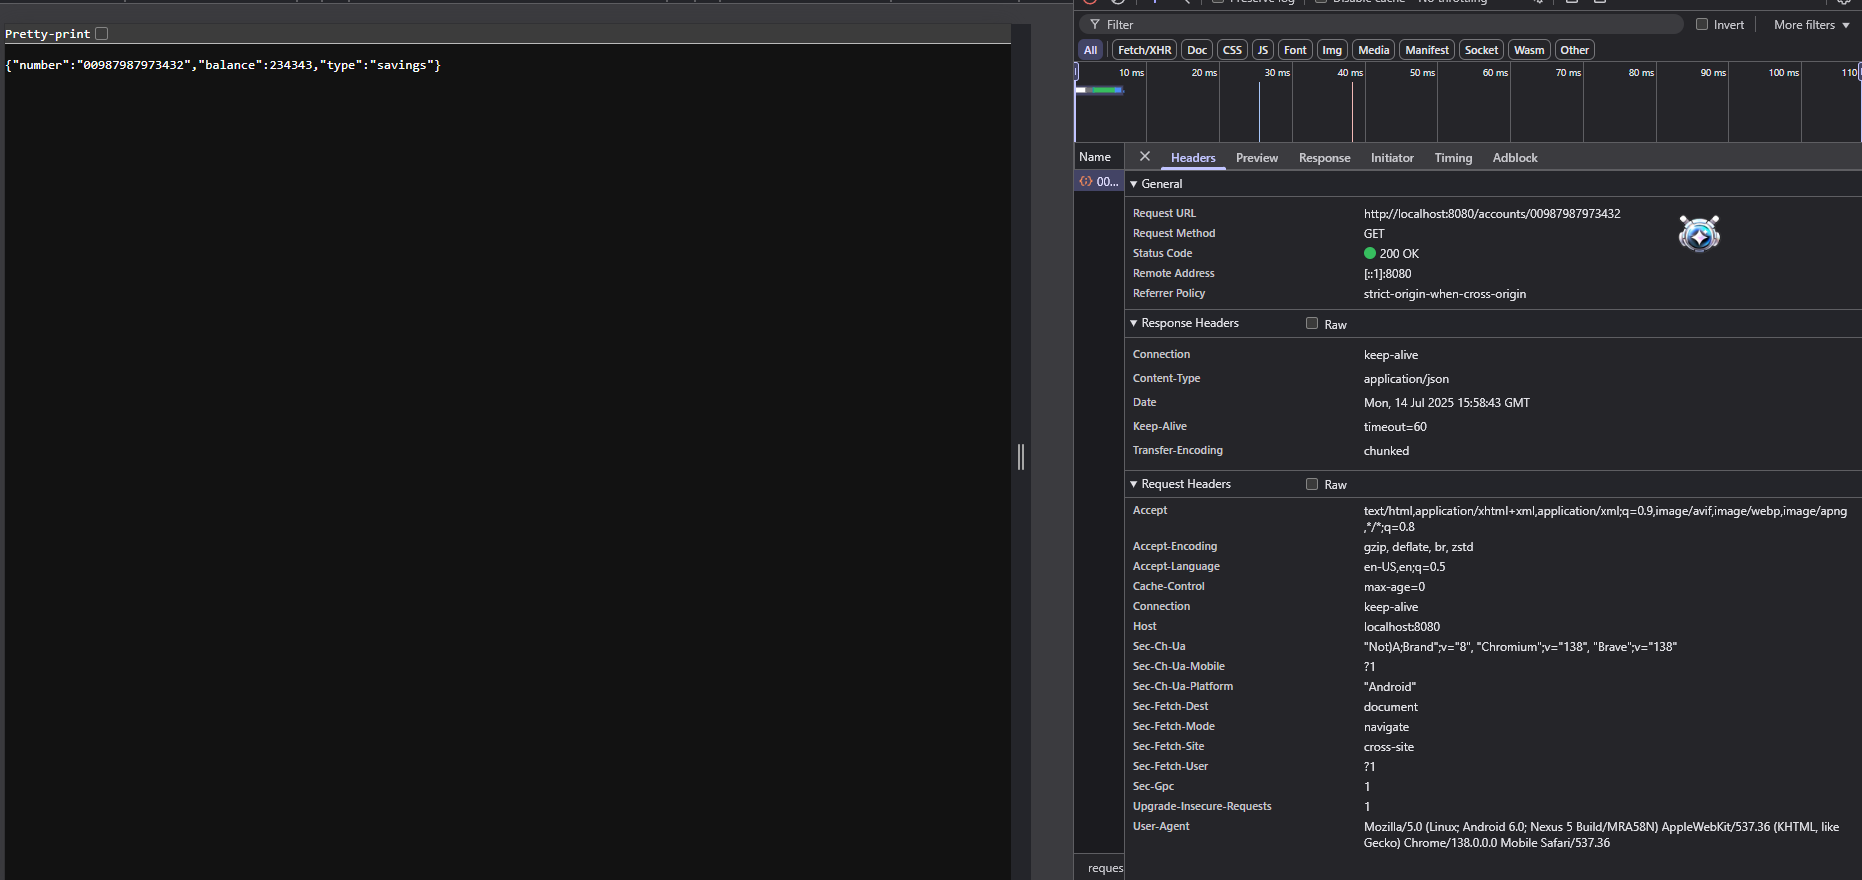 Preserve log Disable cache No throttling
Pretty-print
{"number":"00987987973432","balance":234343,"type":"savings"}
Filter
Invert
More filters
All Fetch/XHR Doc CSS JS Font Img Media Manifest Socket Wasm Other
10 ms 20 ms 30 ms 40 ms 50 ms 60 ms 70 ms 80 ms 90 ms 100 ms 110
Name
Headers Preview Response Initiator Timing Adblock
00...
General
Request URL http://localhost:8080/accounts/00987987973432
Request Method GET
Status Code 200 OK
Remote Address [::1]:8080
Referrer Policy strict-origin-when-cross-origin
Response Headers Raw
Connection keep-alive
Content-Type application/json
Date Mon, 14 Jul 2025 15:58:43 GMT
Keep-Alive timeout=60
Transfer-Encoding chunked
Request Headers Raw
Accept text/html,application/xhtml+xml,application/xml;q=0.9,image/avif,image/webp,image/apng
,*/*;q=0.8
Accept-Encoding gzip, deflate, br, zstd
Accept-Language en-US,en;q=0.5
Cache-Control max-age=0
Connection keep-alive
Host localhost:8080
Sec-Ch-Ua "Not)A;Brand";v="8", "Chromium";v="138", "Brave";v="138"
Sec-Ch-Ua-Mobile ?1
Sec-Ch-Ua-Platform "Android"
Sec-Fetch-Dest document
Sec-Fetch-Mode navigate
Sec-Fetch-Site cross-site
Sec-Fetch-User ?1
Sec-Gpc 1
Upgrade-Insecure-Requests 1
User-Agent Mozilla/5.0 (Linux; Android 6.0; Nexus 5 Build/MRA58N) AppleWebKit/537.36 (KHTML, like
Gecko) Chrome/138.0.0.0 Mobile Safari/537.36
reques